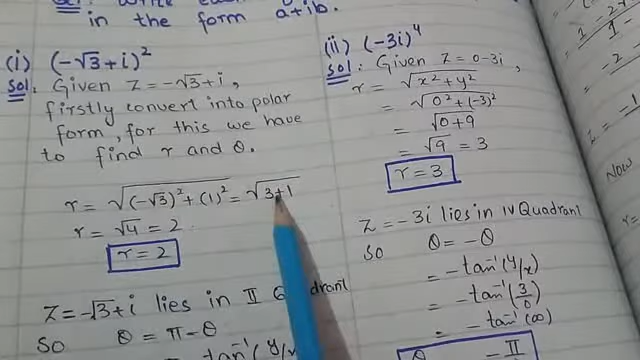 in the form a+ib.
(i) (-√3+i)²
Sol: Given z=-√3+i,
firstly convert into polar
form, for this we have
to find r and θ.
r = √(-√3)²+(1)² = √3+1
r = √4 = 2
r=2
z=-√3+i lies in II
So θ = π-θ
(ii) (-3i)⁴
Sol: Given z=0-3i,
r = √x²+y²
= √0²+(-3)²
= √0+9
= √9 = 3
r=3
z=-3i lies in IV Quadrant
So θ=-θ
= -tan⁻¹(y/x)
= -tan⁻¹(3/0)
= -tan⁻¹(∞)
Now